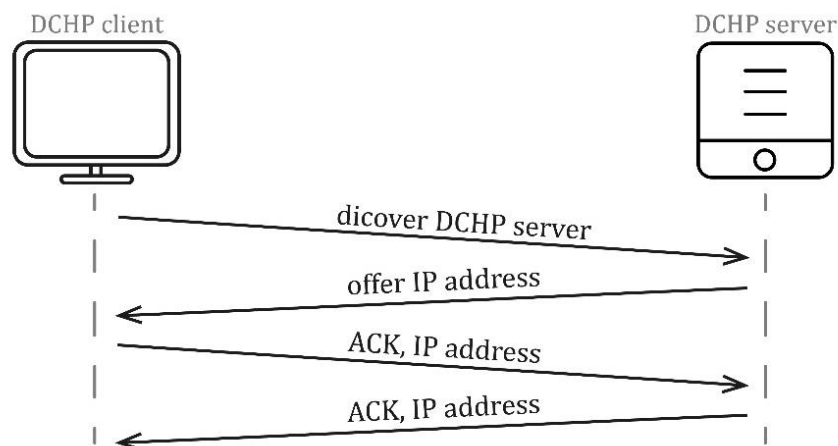 DCHP client
DCHP server
dicover DCHP server
offer IP address
ACK, IP address
ACK, IP address